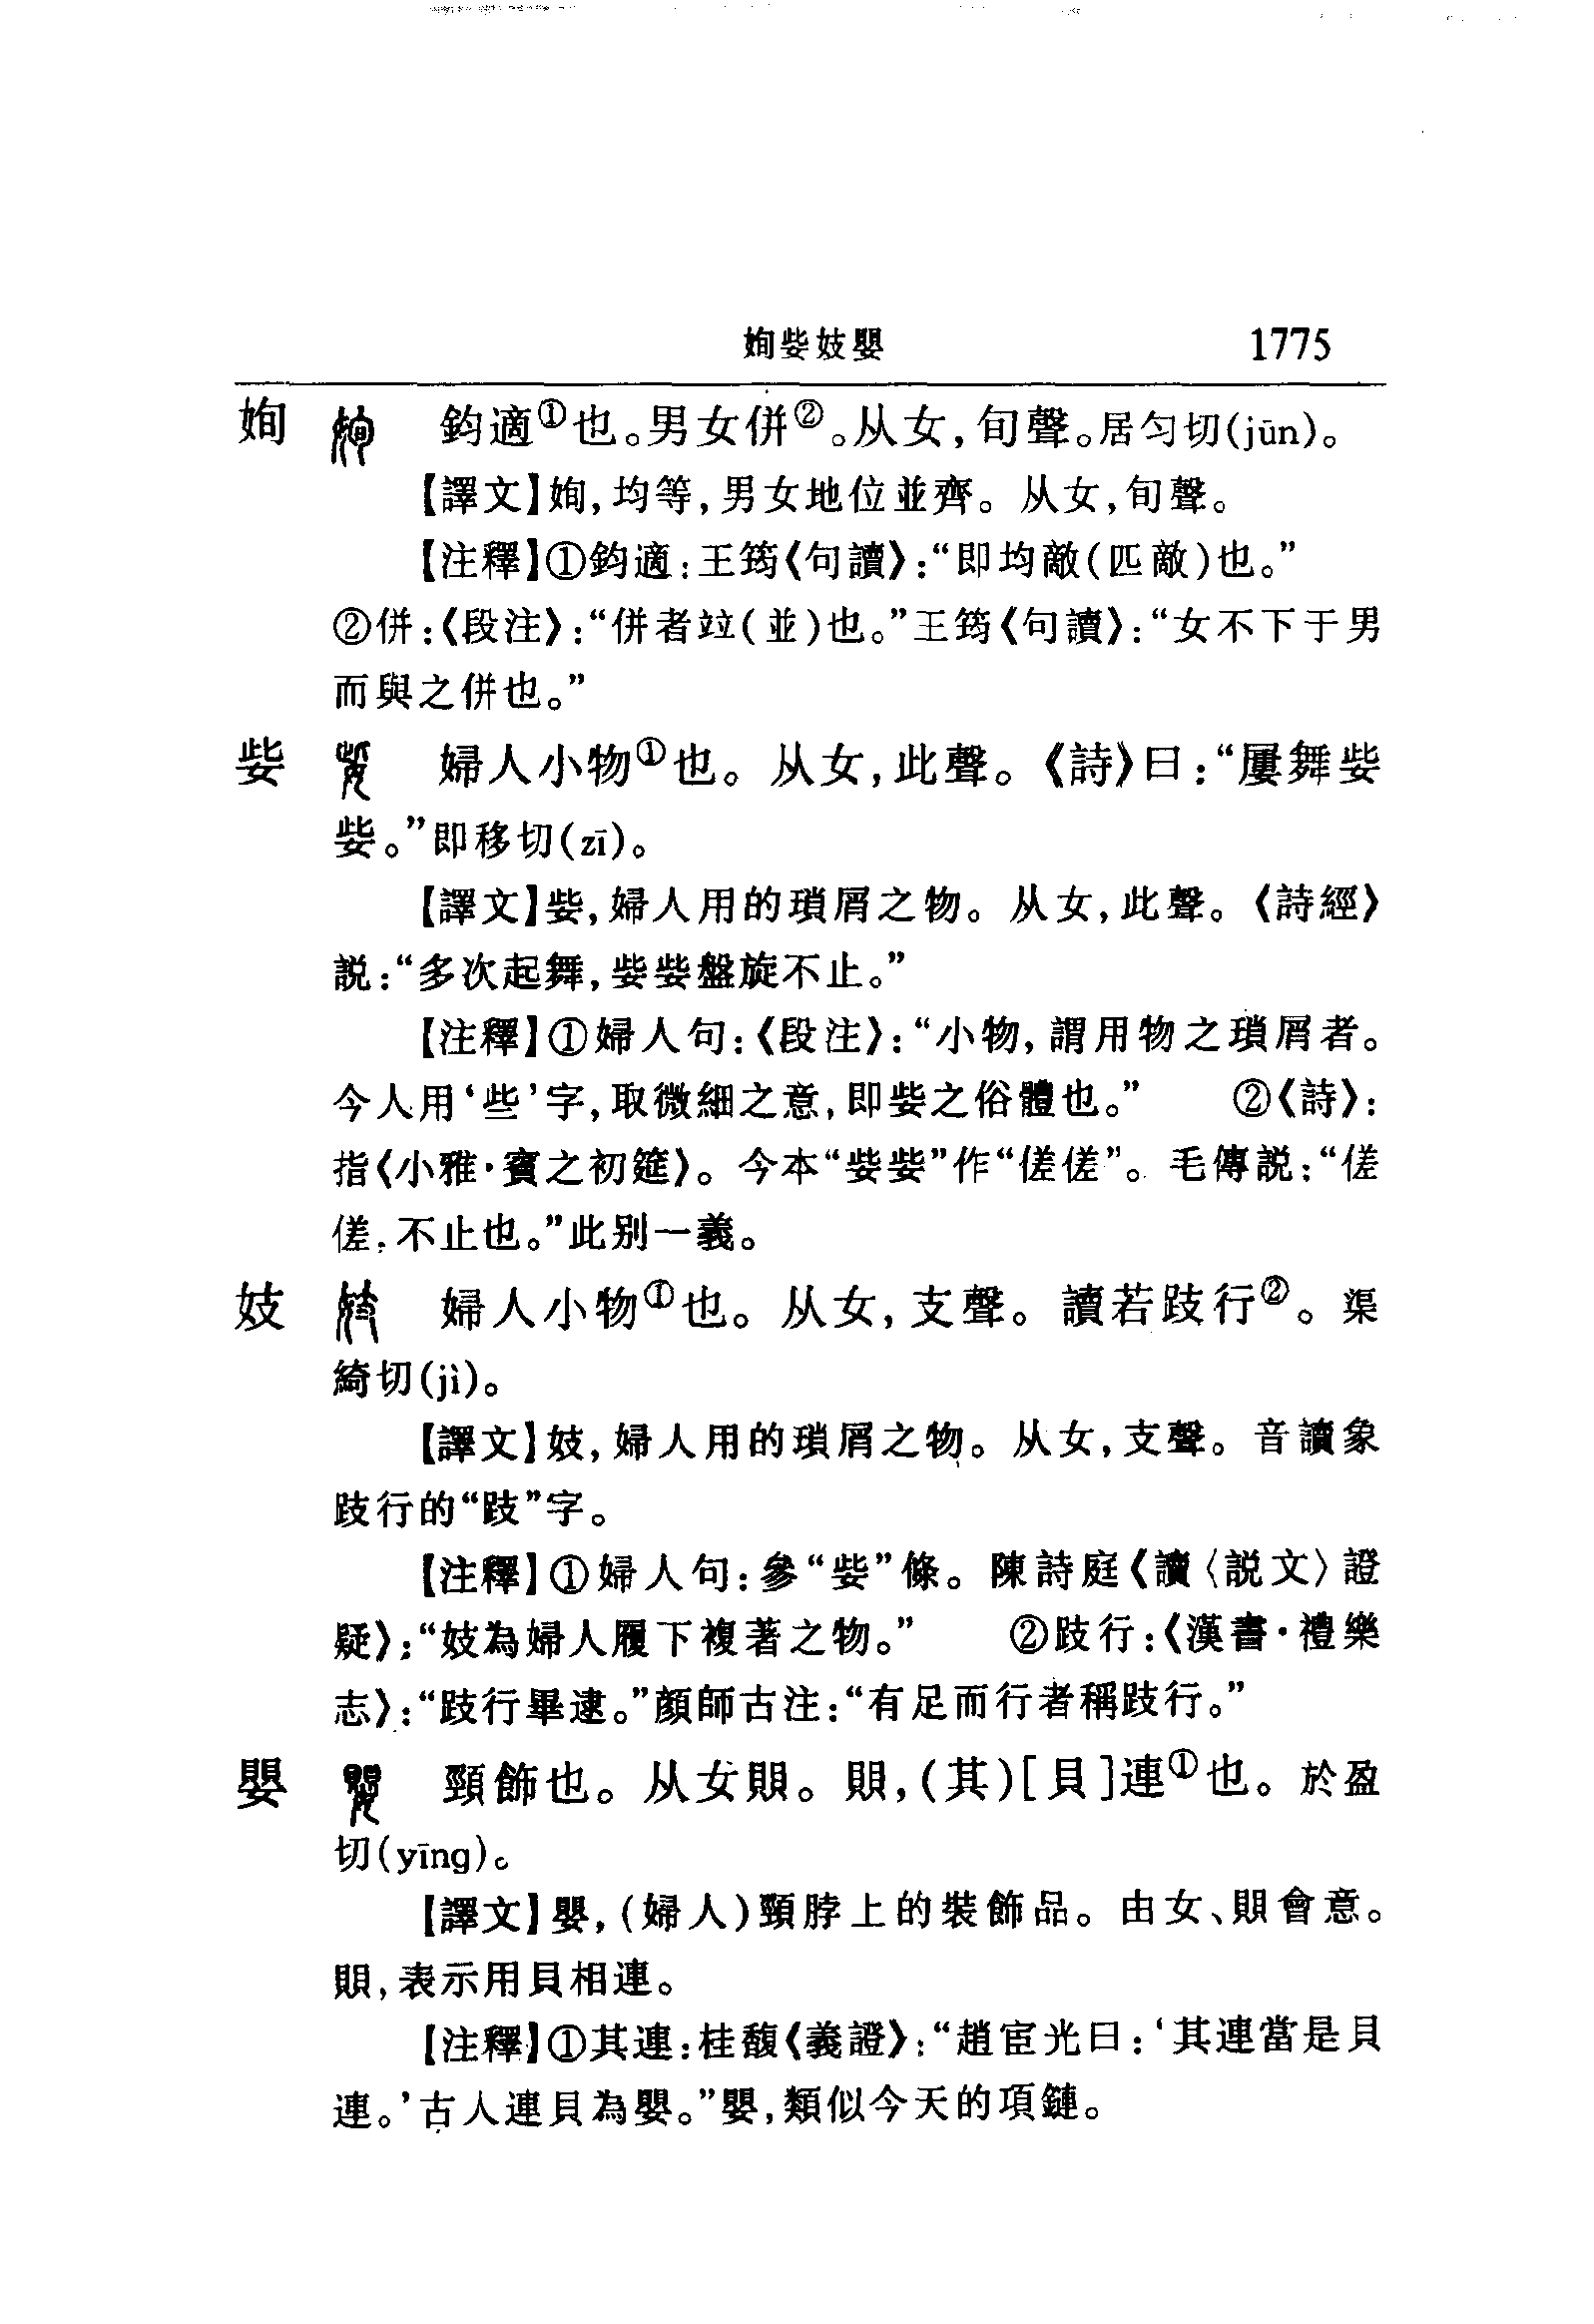 姰㱔妓嬰 1775
姰 鈞適①也。男女併②。从女,旬聲。居匀切(jūn)。
【譯文】姰,均等,男女地位並齊。从女,旬聲。
【注釋】①鈞適:王筠《句讀》:“即均敵(匹敵)也。”
②併:《段注》:“併者竝(並)也。”王筠《句讀》:“女不下于男
而與之併也。”
㱔 婦人小物①也。从女,此聲。《詩》曰:“屢舞㱔
㱔。”即移切(zī)。
【譯文】㱔,婦人用的瑣屑之物。从女,此聲。《詩經》
説:“多次起舞,㱔㱔盤旋不止。”
【注釋】①婦人句:《段注》:“小物,謂用物之瑣屑者。
今人用‘些’字,取微細之意,即㱔之俗體也。” ②《詩》:
指《小雅·賓之初筵》。今本“㱔㱔”作“傞傞”。毛傳説:“傞
傞,不止也。”此别一義。
妓 婦人小物①也。从女,支聲。讀若跂行②。渠
綺切(jì)。
【譯文】妓,婦人用的瑣屑之物。从女,支聲。音讀象
跂行的“跂”字。
【注釋】①婦人句:參“㱔”條。陳詩庭《讀〈説文〉證
疑》:“妓為婦人履下複著之物。” ②跂行:《漢書·禮樂
志》:“跂行畢逮。”顔師古注:“有足而行者稱跂行。”
嬰 頸飾也。从女賏。賏,(其)[貝]連①也。於盈
切(yīng)。
【譯文】嬰,(婦人)頸脖上的裝飾品。由女、賏會意。
賏,表示用貝相連。
【注釋】①其連:桂馥《義證》:“趙宧光曰:‘其連當是貝
連。’古人連貝為嬰。”嬰,類似今天的項鏈。